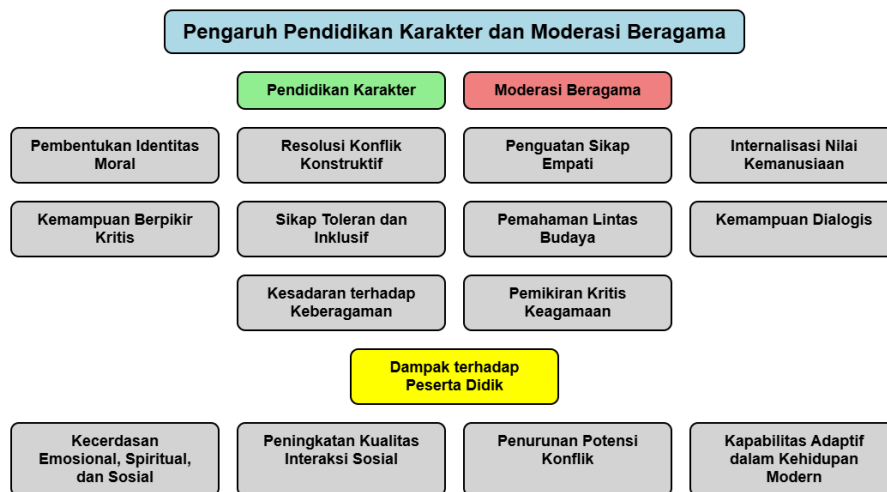 Pengaruh Pendidikan Karakter dan Moderasi Beragama
Pendidikan Karakter
Moderasi Beragama
Pembentukan Identitas
Moral
Resolusi Konflik
Konstruktif
Penguatan Sikap
Empati
Internalisasi Nilai
Kemanusiaan
Kemampuan Berpikir
Kritis
Sikap Toleran dan
Inklusif
Pemahaman Lintas
Budaya
Kemampuan Dialogis
Kesadaran terhadap
Keberagaman
Pemikiran Kritis
Keagamaan
Dampak terhadap
Peserta Didik
Kecerdasan
Emosional, Spiritual,
dan Sosial
Peningkatan Kualitas
Interaksi Sosial
Penurunan Potensi
Konflik
Kapabilitas Adaptif
dalam Kehidupan
Modern